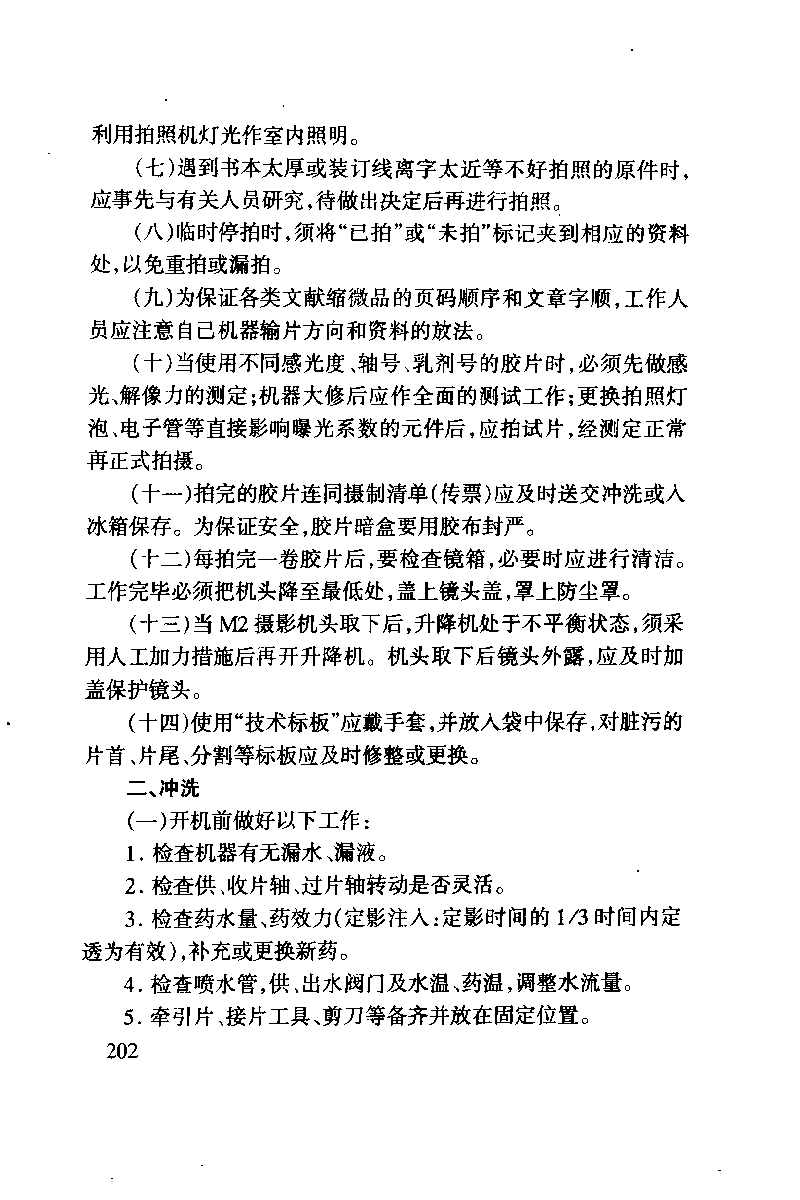 利用拍照机灯光作室内照明。
(七)遇到书本太厚或装订线离字太近等不好拍照的原件时,
应事先与有关人员研究,待做出决定后再进行拍照。
(八)临时停拍时,须将“已拍”或“未拍”标记夹到相应的资料
处,以免重拍或漏拍。
(九)为保证各类文献缩微品的页码顺序和文章字顺,工作人
员应注意自己机器输片方向和资料的放法。
(十)当使用不同感光度、轴号、乳剂号的胶片时,必须先做感
光、解像力的测定;机器大修后应作全面的测试工作;更换拍照灯
泡、电子管等直接影响曝光系数的元件后,应拍试片,经测定正常
再正式拍摄。
(十一)拍完的胶片连同摄制清单(传票)应及时送交冲洗或入
冰箱保存。为保证安全,胶片暗盒要用胶布封严。
(十二)每拍完一卷胶片后,要检查镜箱,必要时应进行清洁。
工作完毕必须把机头降至最低处,盖上镜头盖,罩上防尘罩。
(十三)当 M2 摄影机头取下后,升降机处于不平衡状态,须采
用人工加力措施后再开升降机。机头取下后镜头外露,应及时加
盖保护镜头。
(十四)使用“技术标板”应戴手套,并放入袋中保存,对脏污的
片首、片尾、分割等标板应及时修整或更换。
二、冲洗
(一)开机前做好以下工作:
1. 检查机器有无漏水、漏液。
2. 检查供、收片轴、过片轴转动是否灵活。
3. 检查药水量、药效力(定影注入:定影时间的 1/3 时间内定
透为有效),补充或更换新药。
4. 检查喷水管,供、出水阀门及水温、药温,调整水流量。
5. 牵引片、接片工具、剪刀等备齐并放在固定位置。
202